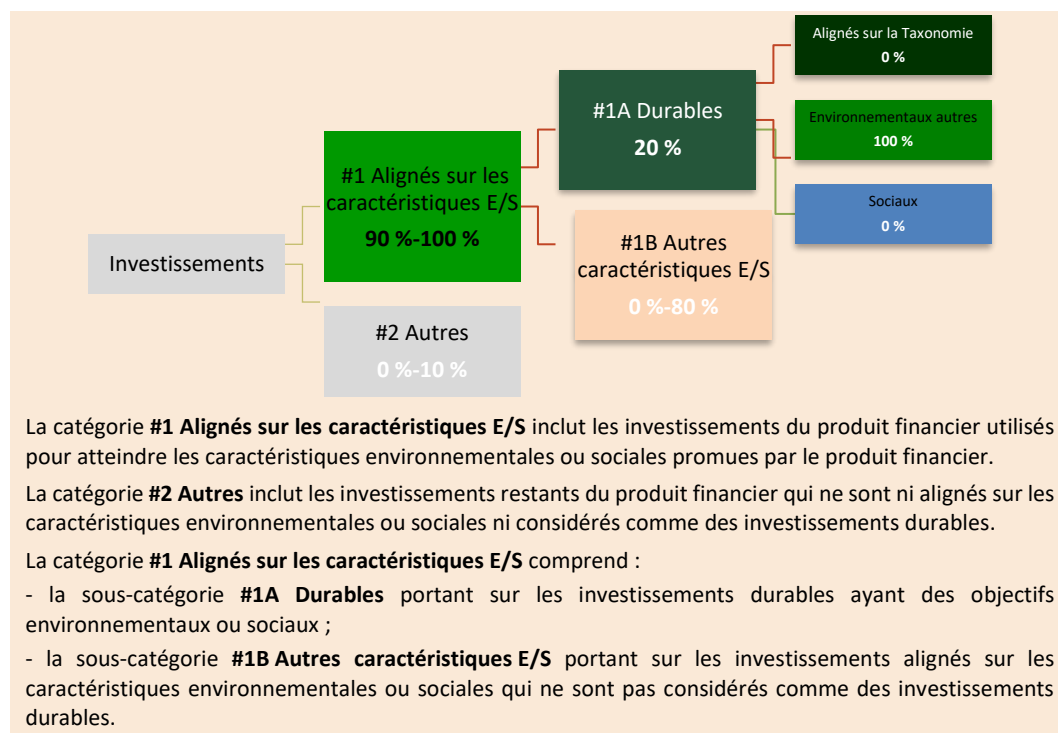 Alignés sur la Taxonomie
0 %
#1A Durables
20 %
Environnementaux autres
100 %
#1 Alignés sur les
caractéristiques E/S
90 %-100 %
Sociaux
0 %
Investissements
#1B Autres
caractéristiques E/S
0 %-80 %
#2 Autres
0 %-10 %
La catégorie #1 Alignés sur les caractéristiques E/S inclut les investissements du produit financier utilisés
pour atteindre les caractéristiques environnementales ou sociales promues par le produit financier.
La catégorie #2 Autres inclut les investissements restants du produit financier qui ne sont ni alignés sur les
caractéristiques environnementales ou sociales ni considérés comme des investissements durables.
La catégorie #1 Alignés sur les caractéristiques E/S comprend :
- la sous-catégorie #1A Durables portant sur les investissements durables ayant des objectifs
environnementaux ou sociaux ;
- la sous-catégorie #1B Autres caractéristiques E/S portant sur les investissements alignés sur les
caractéristiques environnementales ou sociales qui ne sont pas considérés comme des investissements
durables.